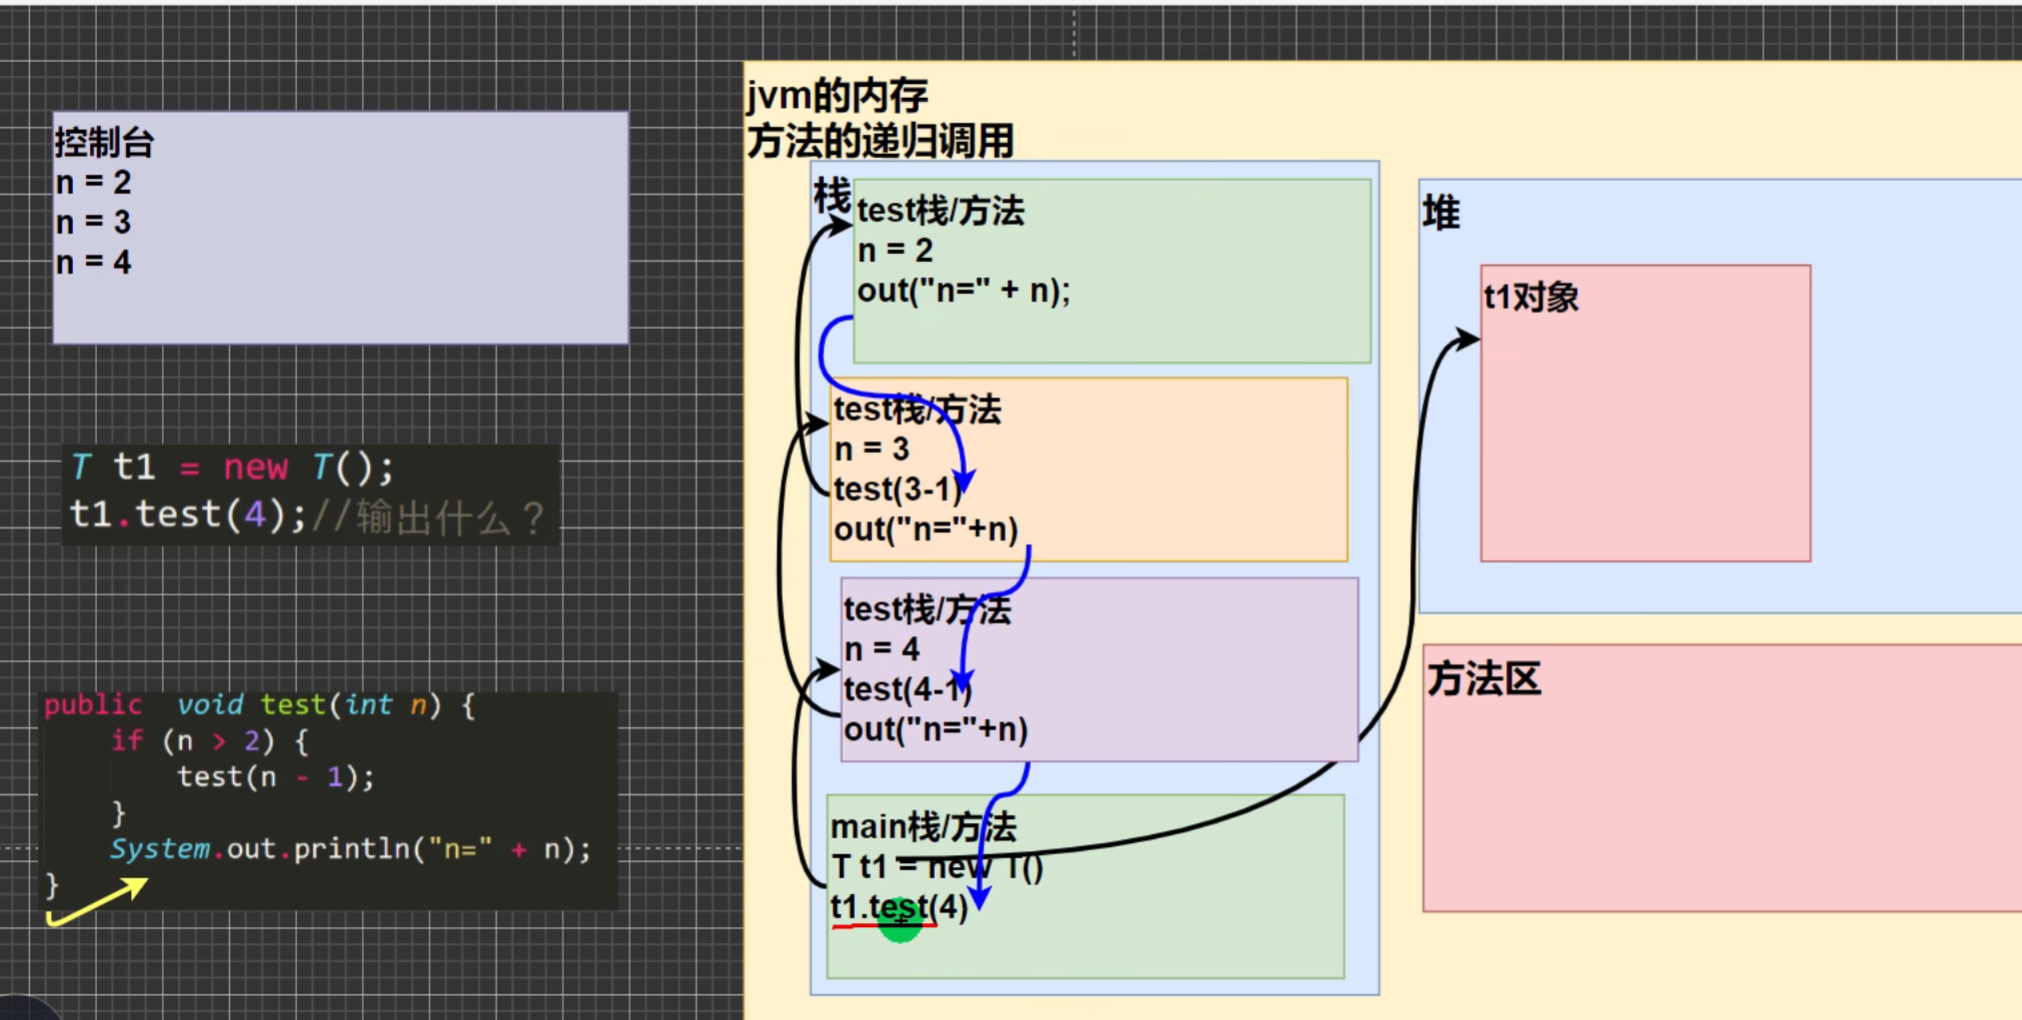 jvm的内存
方法的递归调用
控制台
n = 2
n = 3
n = 4
T t1 = new T();
t1.test(4);//输出什么？
public  void test(int n) {
    if (n > 2) {
        test(n - 1);
    }
    System.out.println("n=" + n);
}
栈
test栈/方法
n = 2
out("n=" + n);
test栈/方法
n = 3
test(3-1)
out("n="+n)
test栈/方法
n = 4
test(4-1)
out("n="+n)
main栈/方法
T t1 = new T()
t1.test(4)
堆
t1对象
方法区